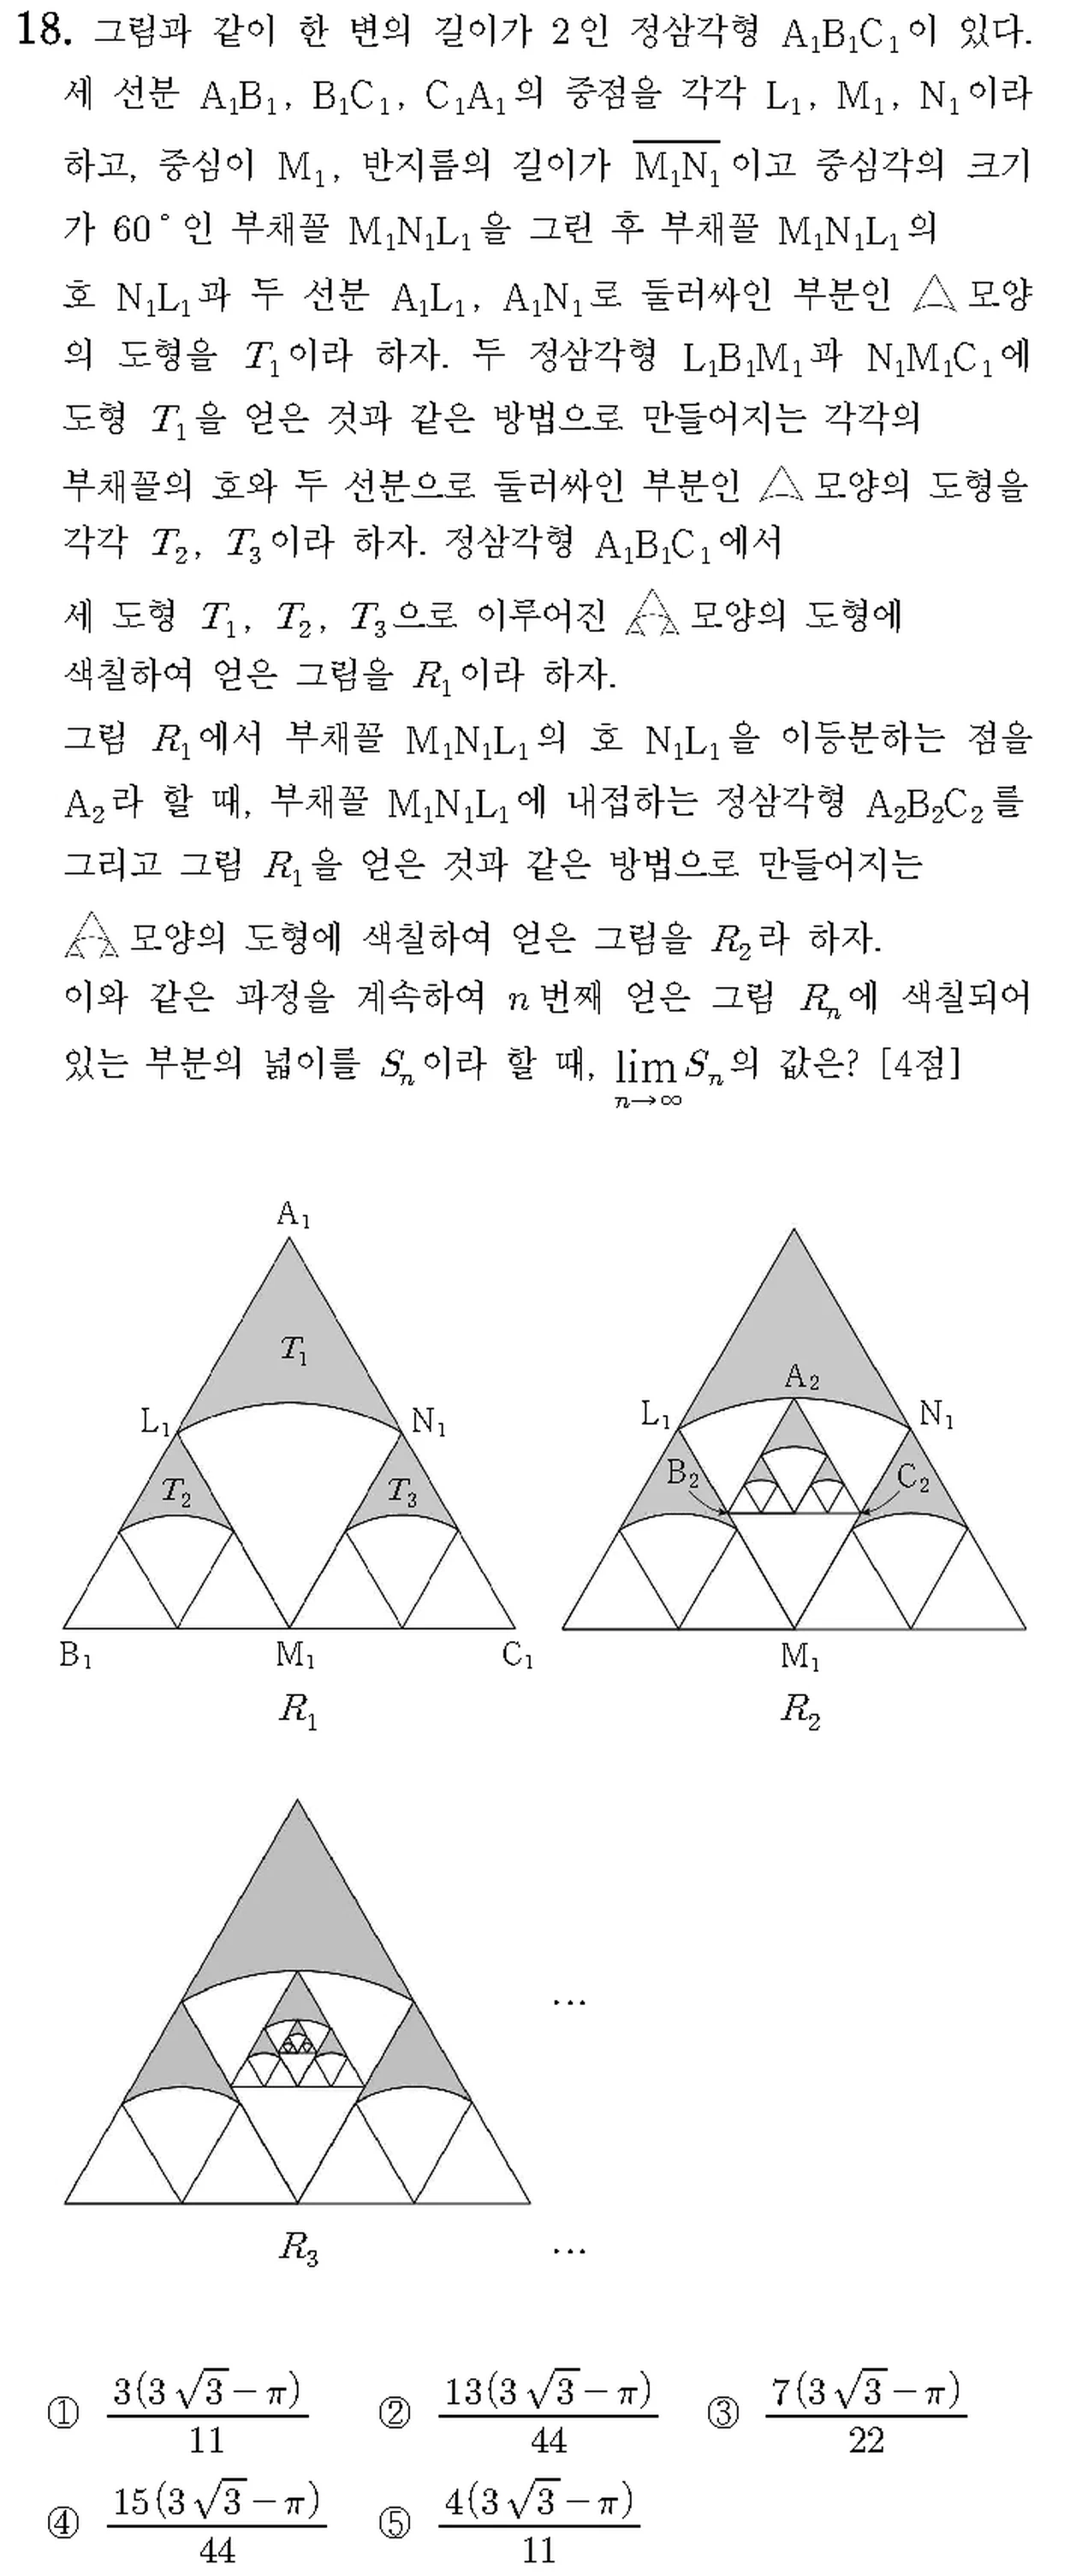 18. 그림과 같이 한 변의 길이가 2인 정삼각형 A₁B₁C₁이 있다.
세 선분 A₁B₁, B₁C₁, C₁A₁의 중점을 각각 L₁, M₁, N₁이라
하고, 중심이 M₁, 반지름의 길이가 \overline{M₁N₁}이고 중심각의 크기
가 60°인 부채꼴 M₁N₁L₁을 그린 후 부채꼴 M₁N₁L₁의
호 N₁L₁과 두 선분 A₁L₁, A₁N₁로 둘러싸인 부분인 모양
의 도형을 T₁이라 하자. 두 정삼각형 L₁B₁M₁과 N₁M₁C₁에
도형 T₁을 얻은 것과 같은 방법으로 만들어지는 각각의
부채꼴의 호와 두 선분으로 둘러싸인 부분인 모양의 도형을
각각 T₂, T₃이라 하자. 정삼각형 A₁B₁C₁에서
세 도형 T₁, T₂, T₃으로 이루어진 모양의 도형에
색칠하여 얻은 그림을 R₁이라 하자.
그림 R₁에서 부채꼴 M₁N₁L₁의 호 N₁L₁을 이등분하는 점을
A₂라 할 때, 부채꼴 M₁N₁L₁에 내접하는 정삼각형 A₂B₂C₂를
그리고 그림 R₁을 얻은 것과 같은 방법으로 만들어지는
모양의 도형에 색칠하여 얻은 그림을 R₂라 하자.
이와 같은 과정을 계속하여 n번째 얻은 그림 Rₙ에 색칠되어
있는 부분의 넓이를 Sₙ이라 할 때, lim Sₙ의 값은? [4점]
n→∞
A₁
T₁
L₁ N₁
T₂ T₃
B₁ M₁ C₁
R₁
A₂
L₁ N₁
B₂ C₂
M₁
R₂
…
R₃ …
① 3(3√3−π)/11 ② 13(3√3−π)/44 ③ 7(3√3−π)/22
④ 15(3√3−π)/44 ⑤ 4(3√3−π)/11